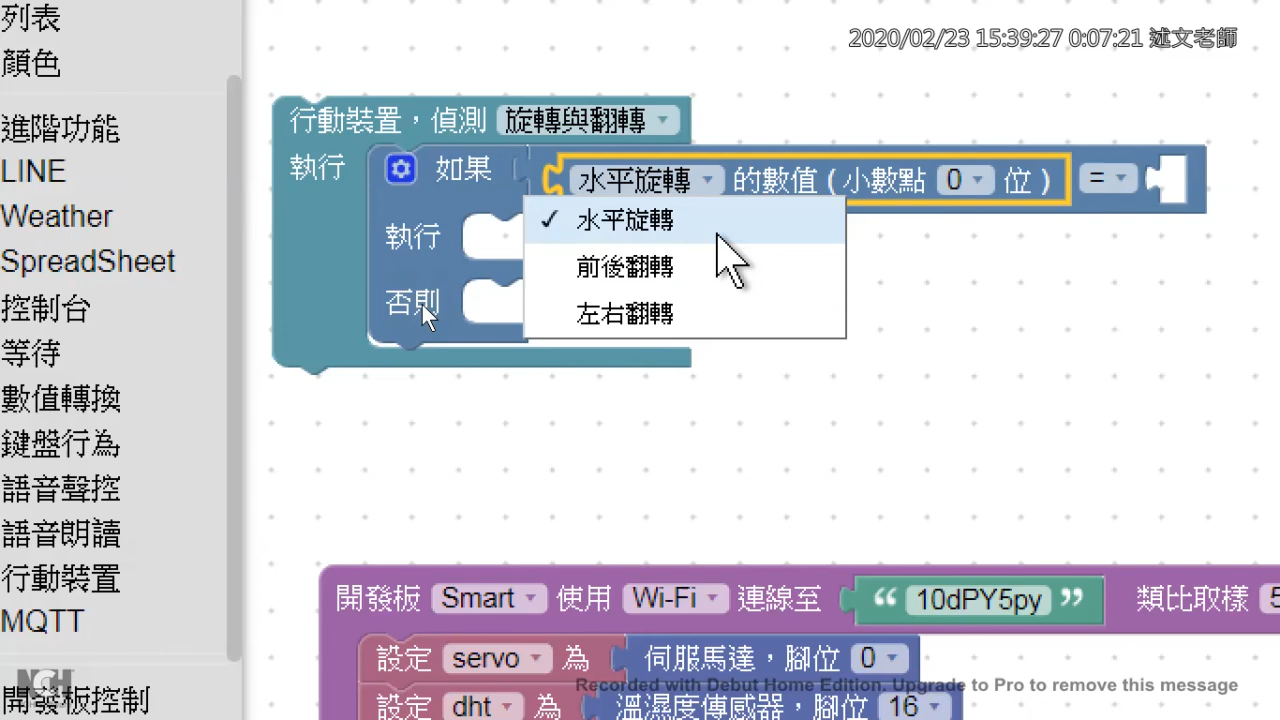 列表
顏色
進階功能
LINE
Weather
SpreadSheet
控制台
等待
數值轉換
鍵盤行為
語音聲控
語音朗讀
行動裝置
MQTT
開發板控制
2020/02/23 15:39:27 0:07:21 述文老師
行動裝置，偵測 旋轉與翻轉
執行 如果 水平旋轉 的數值 ( 小數點 0 位 ) =
✓ 水平旋轉
執行
前後翻轉
否則
左右翻轉
開發板 Smart 使用 Wi-Fi 連線至 “ 10dPY5py ” 類比取樣 5
設定 servo 為 伺服馬達，腳位 0
Recorded with Debut Home Edition. Upgrade to Pro to remove this message
設定 dht 為 溫濕度傳感器，腳位 16
NCH